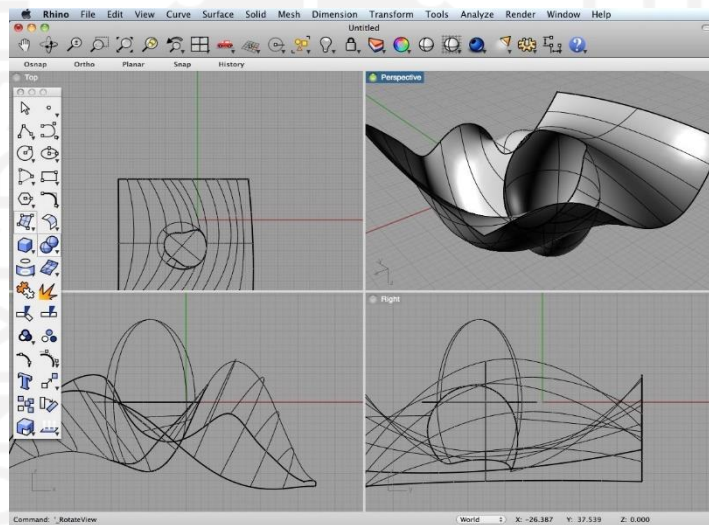 Rhino File Edit View Curve Surface Solid Mesh Dimension Transform Tools Analyze Render Window Help
Untitled
Osnap Ortho Planar Snap History
Top
Perspective
Right
Command: '_RotateView
World X: -26.387 Y: 37.539 Z: 0.000